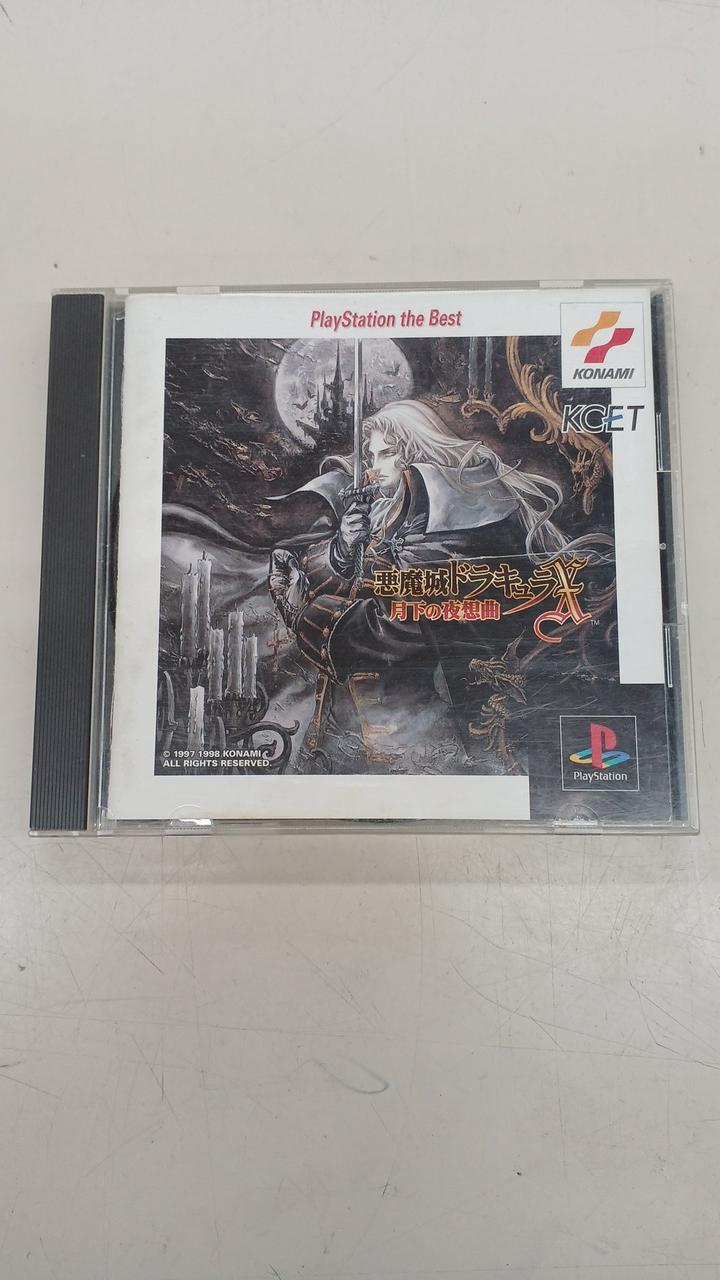 PlayStation the Best
KONAMI
KCET
悪魔城ドラキュラX
月下の夜想曲
TM
© 1997 1998 KONAMI
ALL RIGHTS RESERVED.
PlayStation